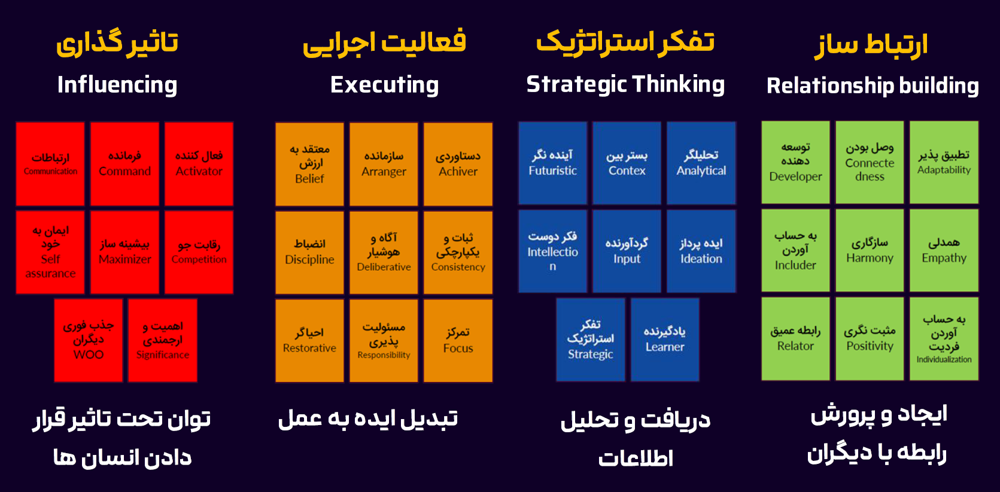 ارتباط ساز
Relationship building
تطبیق پذیر
Adaptability
وصل بودن
Connecte
dness
توسعه
دهنده
Developer
همدلی
Empathy
سازگاری
Harmony
به حساب
آوردن
Includer
به حساب
آوردن
فردیت
Individualization
مثبت نگری
Positivity
رابطه عمیق
Relator
ایجاد و پرورش
رابطه با دیگران
تفکر استراتژیک
Strategic Thinking
تحلیلگر
Analytical
بستر بین
Contex
آینده نگر
Futuristic
ایده پرداز
Ideation
گردآورنده
Input
فکر دوست
Intellectio
n
یادگیرنده
Learner
تفکر
استراتژیک
Strategic
دریافت و تحلیل
اطلاعات
فعالیت اجرایی
Executing
دستاوردی
Achiver
سازمانده
Arranger
معتقد به
ارزش
Belief
ثبات و
یکپارچکی
Consistency
آگاه و
هوشیار
Deliberative
انضباط
Discipline
تمرکز
Focus
مسئولیت
پذیری
Responsibility
احیاگر
Restorative
تبدیل ایده به عمل
تاثیر گذاری
Influencing
فعال کننده
Activator
فرمانده
Command
ارتباطات
Communication
رقابت جو
Competition
بیشینه ساز
Maximizer
ایمان به
خود
Self
assurance
اهمیت و
ارجمندی
Significance
جذب فوری
دیگران
WOO
توان تحت تاثیر قرار
دادن انسان ها